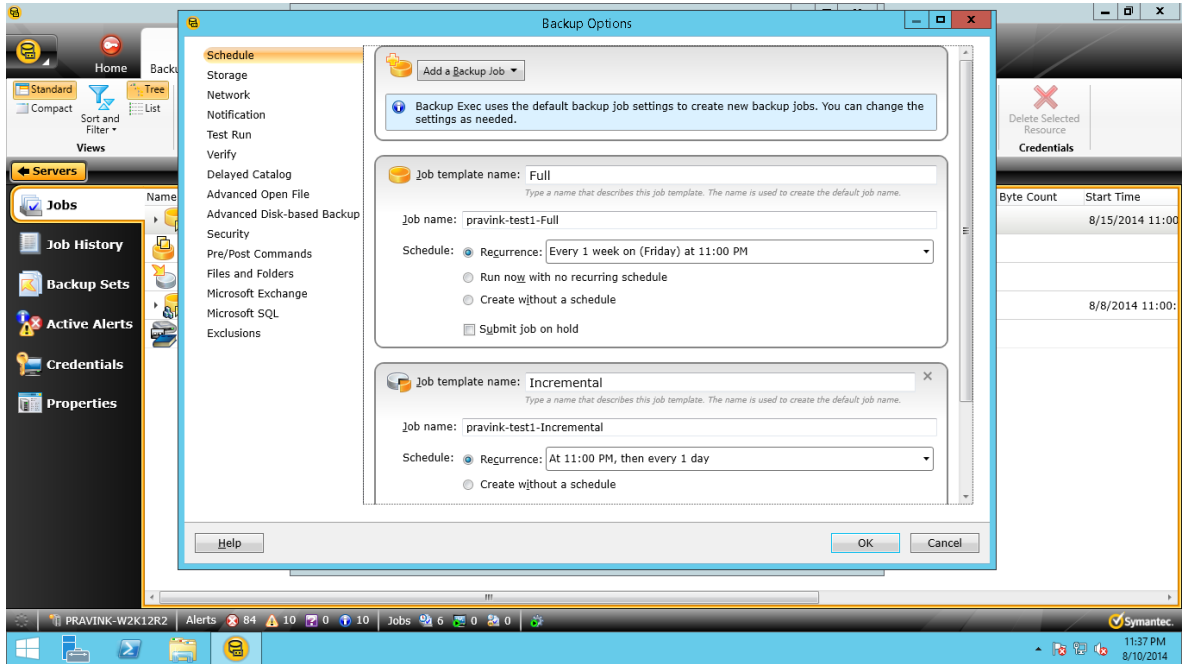 Backup Options
Home
Standard
Compact
Sort and
Filter
Tree
List
Views
Delete Selected
Resource
Credentials
Servers
Jobs
Job History
Backup Sets
Active Alerts
Credentials
Properties
Name
Byte Count
Start Time
8/15/2014 11:00
8/8/2014 11:00:
Schedule
Storage
Network
Notification
Test Run
Verify
Delayed Catalog
Advanced Open File
Advanced Disk-based Backup
Security
Pre/Post Commands
Files and Folders
Microsoft Exchange
Microsoft SQL
Exclusions
Add a Backup Job
Backup Exec uses the default backup job settings to create new backup jobs. You can change the
settings as needed.
Job template name: Full
Type a name that describes this job template. The name is used to create the default job name.
Job name: pravink-test1-Full
Schedule: Recurrence: Every 1 week on (Friday) at 11:00 PM
Run now with no recurring schedule
Create without a schedule
Submit job on hold
Job template name: Incremental
Type a name that describes this job template. The name is used to create the default job name.
Job name: pravink-test1-Incremental
Schedule: Recurrence: At 11:00 PM, then every 1 day
Create without a schedule
Help
OK
Cancel
PRAVINK-W2K12R2 Alerts 84 10 0 10 Jobs 6 0 0
Symantec.
11:37 PM
8/10/2014